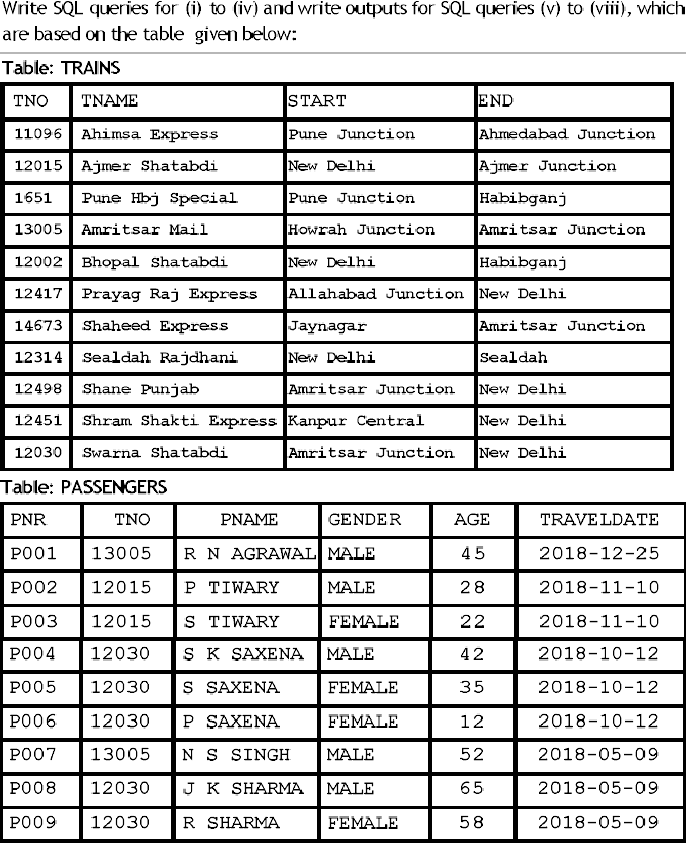 Write SQL queries for (i) to (iv) and write outputs for SQL queries (v) to (viii), which
are based on the table given below:
Table: TRAINS
TNO TNAME START END
11096 Ahimsa Express Pune Junction Ahmedabad Junction
12015 Ajmer Shatabdi New Delhi Ajmer Junction
1651 Pune Hbj Special Pune Junction Habibganj
13005 Amritsar Mail Howrah Junction Amritsar Junction
12002 Bhopal Shatabdi New Delhi Habibganj
12417 Prayag Raj Express Allahabad Junction New Delhi
14673 Shaheed Express Jaynagar Amritsar Junction
12314 Sealdah Rajdhani New Delhi Sealdah
12498 Shane Punjab Amritsar Junction New Delhi
12451 Shram Shakti Express Kanpur Central New Delhi
12030 Swarna Shatabdi Amritsar Junction New Delhi
Table: PASSENGERS
PNR TNO PNAME GENDER AGE TRAVELDATE
P001 13005 R N AGRAWAL MALE 45 2018-12-25
P002 12015 P TIWARY MALE 28 2018-11-10
P003 12015 S TIWARY FEMALE 22 2018-11-10
P004 12030 S K SAXENA MALE 42 2018-10-12
P005 12030 S SAXENA FEMALE 35 2018-10-12
P006 12030 P SAXENA FEMALE 12 2018-10-12
P007 13005 N S SINGH MALE 52 2018-05-09
P008 12030 J K SHARMA MALE 65 2018-05-09
P009 12030 R SHARMA FEMALE 58 2018-05-09